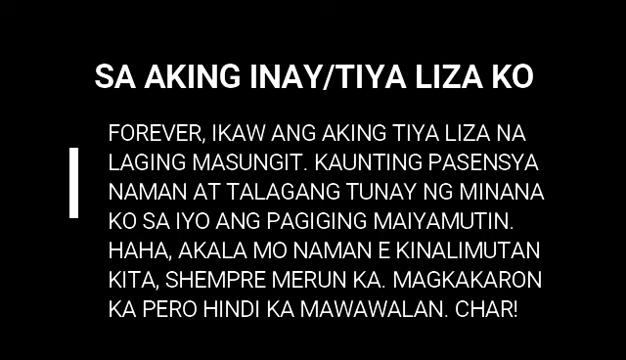 SA AKING INAY/TIYA LIZA KO
FOREVER, IKAW ANG AKING TIYA LIZA NA
LAGING MASUNGIT. KAUNTING PASENSYA
NAMAN AT TALAGANG TUNAY NG MINANA
KO SA IYO ANG PAGIGING MAIYAMUTIN.
HAHA, AKALA MO NAMAN E KINALIMUTAN
KITA, SHEMPRE MERUN KA. MAGKAKARON
KA PERO HINDI KA MAWAWALAN. CHAR!